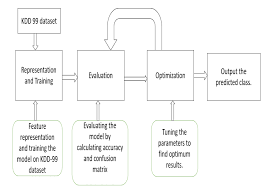 KDD 99 dataset
Representation
and Training
Evaluation
Optimization
Output the
predicted class.
Feature
representation
and training the
model on KDD-99
dataset
Evaluating the
model by
calculating accuracy
and confusion
matrix
Tuning the
parameters to
find optimum
results.